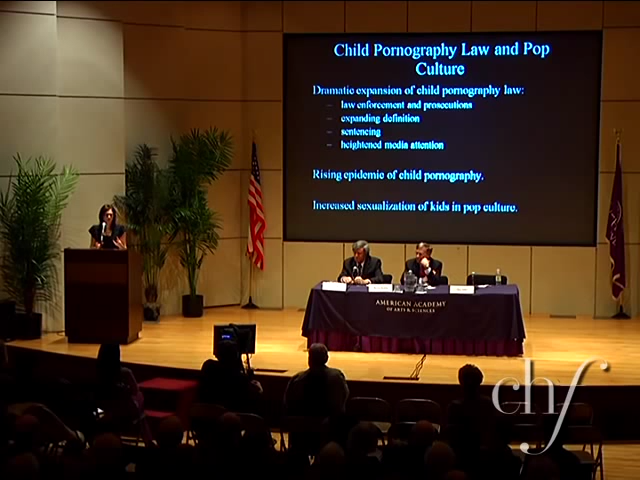 Child Pornography Law and Pop
Culture
Dramatic expansion of child pornography law:
– law enforcement and prosecutions
– expanding definition
– sentencing
– heightened media attention
Rising epidemic of child pornography.
Increased sexualization of kids in pop culture.
AMERICAN ACADEMY
OF ARTS & SCIENCES
chf